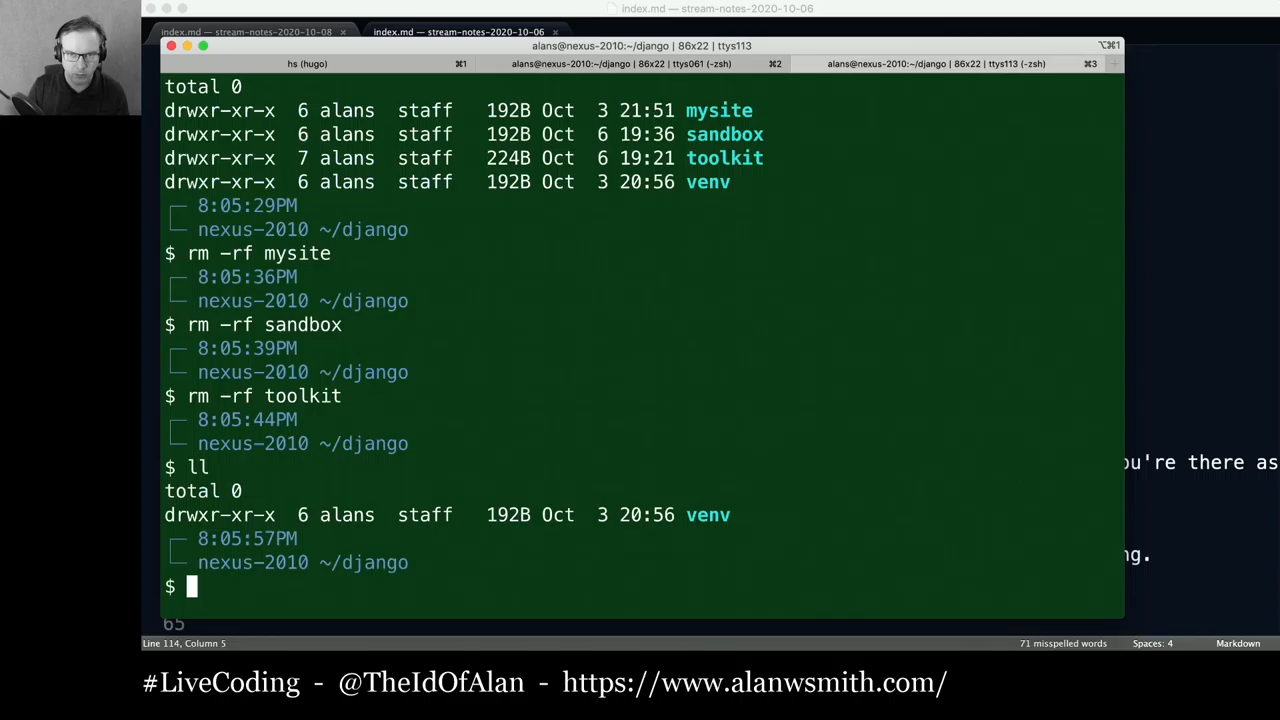 index.md — stream-notes-2020-10-06
index.md — stream-notes-2020-10-08 × index.md — stream-notes-2020-10-06 ×
alans@nexus-2010:~/django | 86x22 | ttys113 ⌥⌘1
hs (hugo) ⌘1 alans@nexus-2010:~/django | 86x22 | ttys061 (-zsh) ⌘2 alans@nexus-2010:~/django | 86x22 | ttys113 (-zsh) ⌘3 +
total 0
drwxr-xr-x 6 alans staff 192B Oct 3 21:51 mysite
drwxr-xr-x 6 alans staff 192B Oct 6 19:36 sandbox
drwxr-xr-x 7 alans staff 224B Oct 6 19:21 toolkit
drwxr-xr-x 6 alans staff 192B Oct 3 20:56 venv
8:05:29PM
nexus-2010 ~/django
$ rm -rf mysite
8:05:36PM
nexus-2010 ~/django
$ rm -rf sandbox
8:05:39PM
nexus-2010 ~/django
$ rm -rf toolkit
8:05:44PM
nexus-2010 ~/django
$ ll
total 0
drwxr-xr-x 6 alans staff 192B Oct 3 20:56 venv
8:05:57PM
nexus-2010 ~/django
$
you're there as
ng.
65
Line 114, Column 5 71 misspelled words Spaces: 4 Markdown
#LiveCoding - @TheIdOfAlan - https://www.alanwsmith.com/